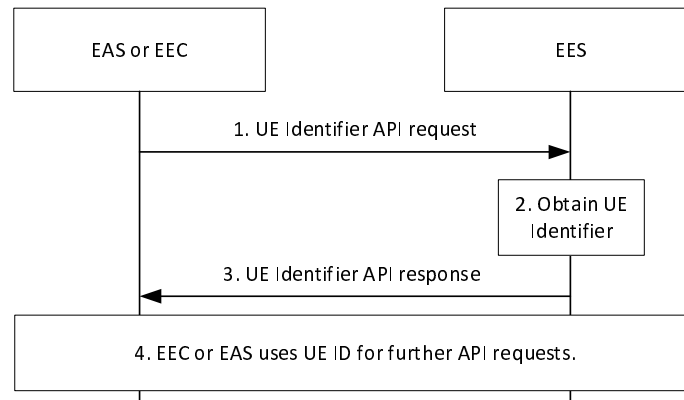 EAS or EEC
EES
1. UE Identifier API request
2. Obtain UE
Identifier
3. UE Identifier API response
4. EEC or EAS uses UE ID for further API requests.